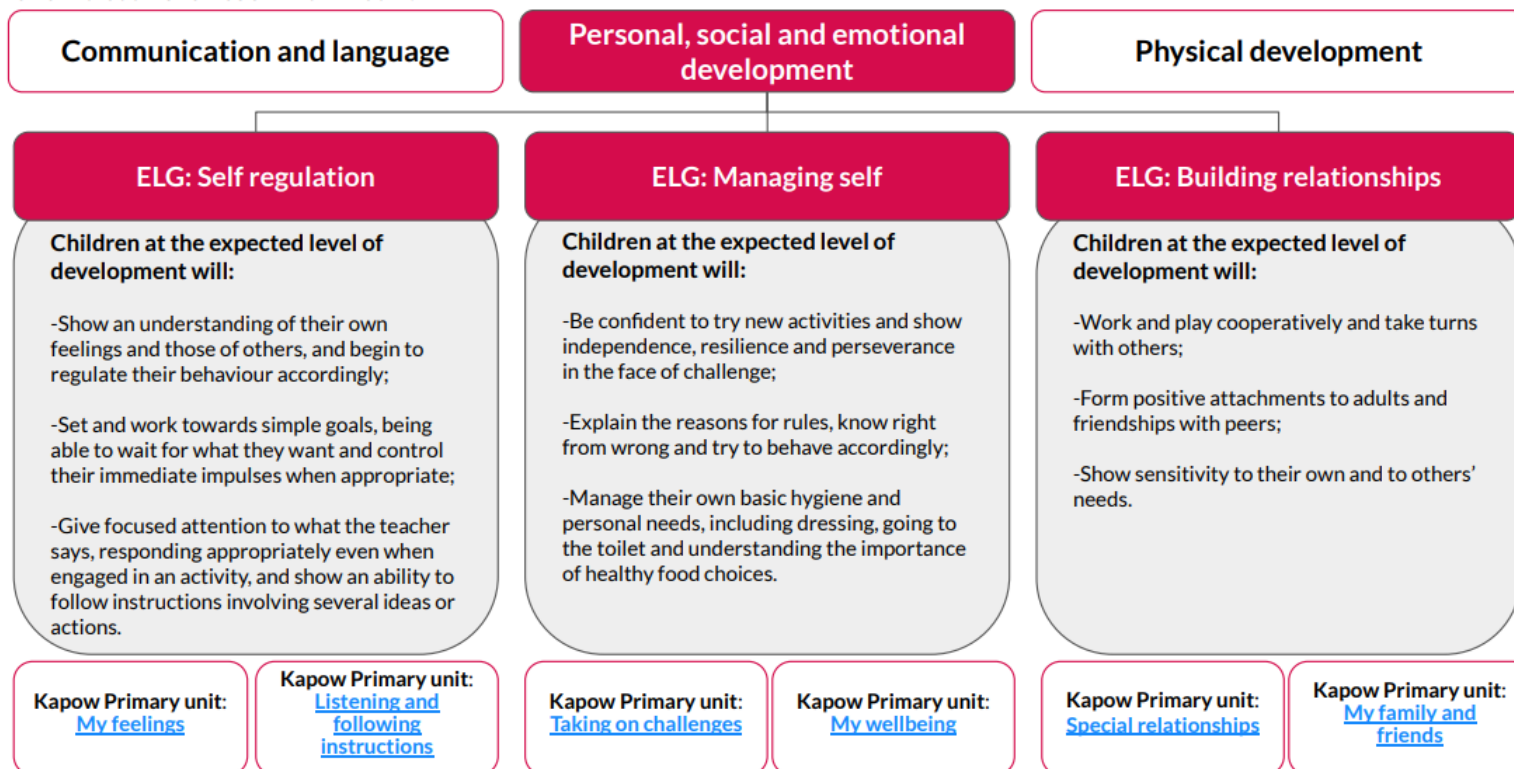 Communication and language
Personal, social and emotional
development
Physical development
ELG: Self regulation
Children at the expected level of
development will:
-Show an understanding of their own
feelings and those of others, and begin to
regulate their behaviour accordingly;
-Set and work towards simple goals, being
able to wait for what they want and control
their immediate impulses when appropriate;
-Give focused attention to what the teacher
says, responding appropriately even when
engaged in an activity, and show an ability to
follow instructions involving several ideas or
actions.
Kapow Primary unit:
My feelings
Kapow Primary unit:
Listening and
following
instructions
ELG: Managing self
Children at the expected level of
development will:
-Be confident to try new activities and show
independence, resilience and perseverance
in the face of challenge;
-Explain the reasons for rules, know right
from wrong and try to behave accordingly;
-Manage their own basic hygiene and
personal needs, including dressing, going to
the toilet and understanding the importance
of healthy food choices.
Kapow Primary unit:
Taking on challenges
Kapow Primary unit:
My wellbeing
ELG: Building relationships
Children at the expected level of
development will:
-Work and play cooperatively and take turns
with others;
-Form positive attachments to adults and
friendships with peers;
-Show sensitivity to their own and to others’
needs.
Kapow Primary unit:
Special relationships
Kapow Primary unit:
My family and
friends